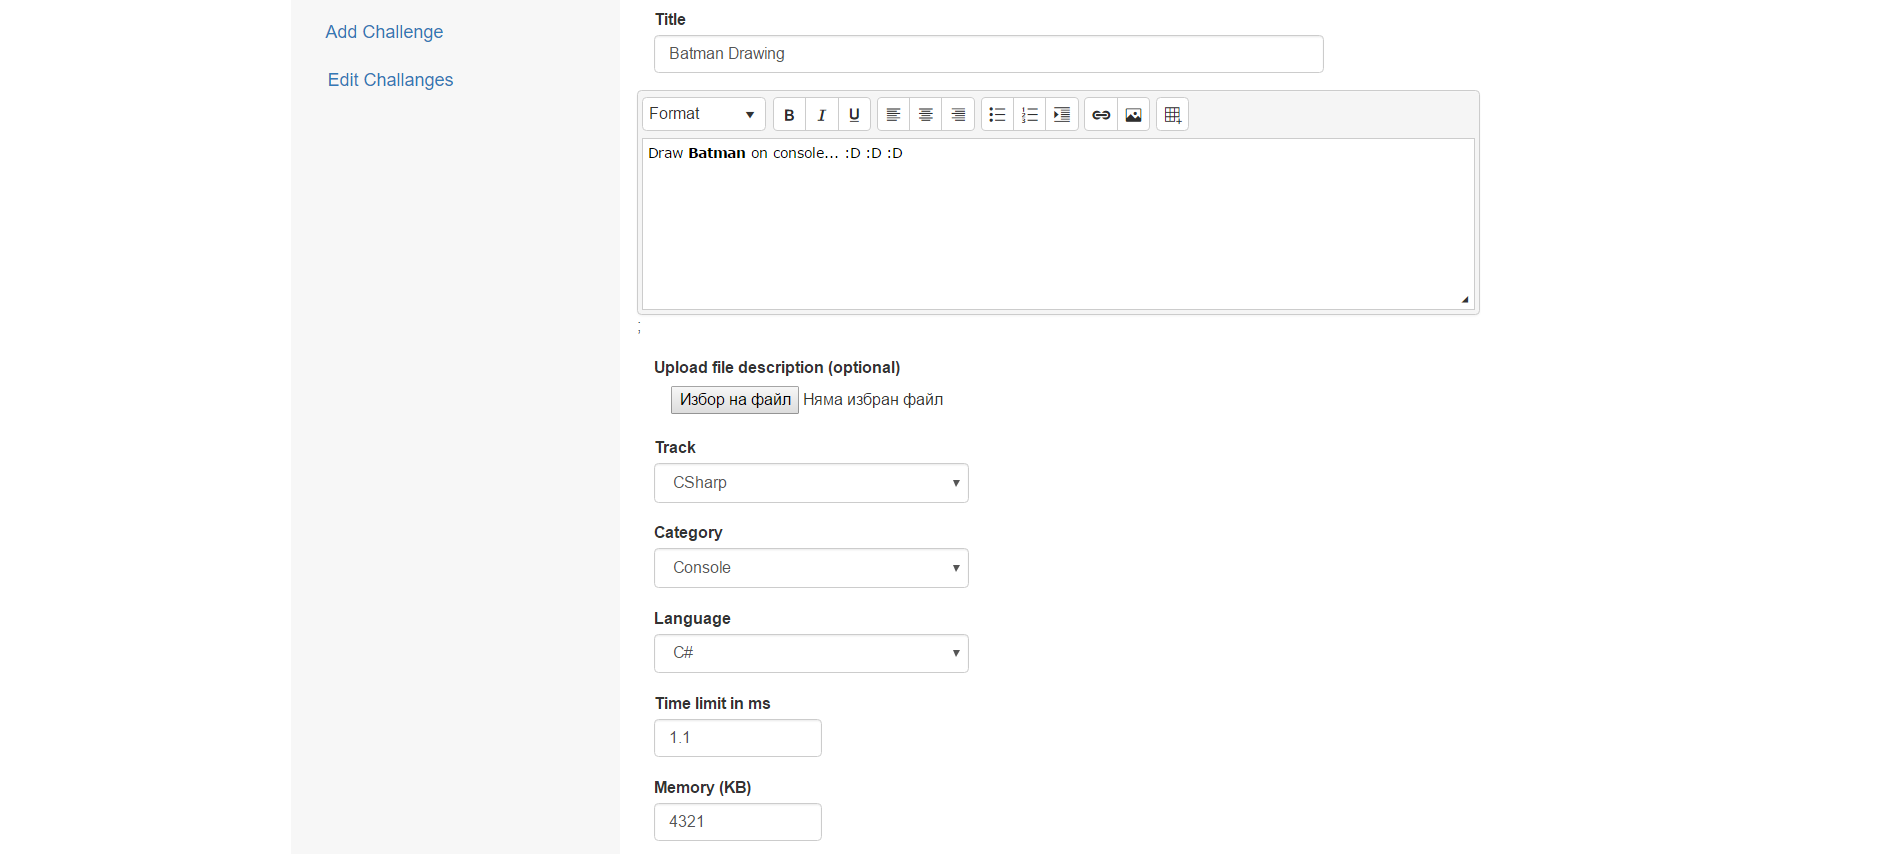 Add Challenge
Edit Challanges
Title
Batman Drawing
Format
B I U
Draw Batman on console... :D :D :D
;
Upload file description (optional)
Избор на файл Няма избран файл
Track
CSharp
Category
Console
Language
C#
Time limit in ms
1.1
Memory (KB)
4321